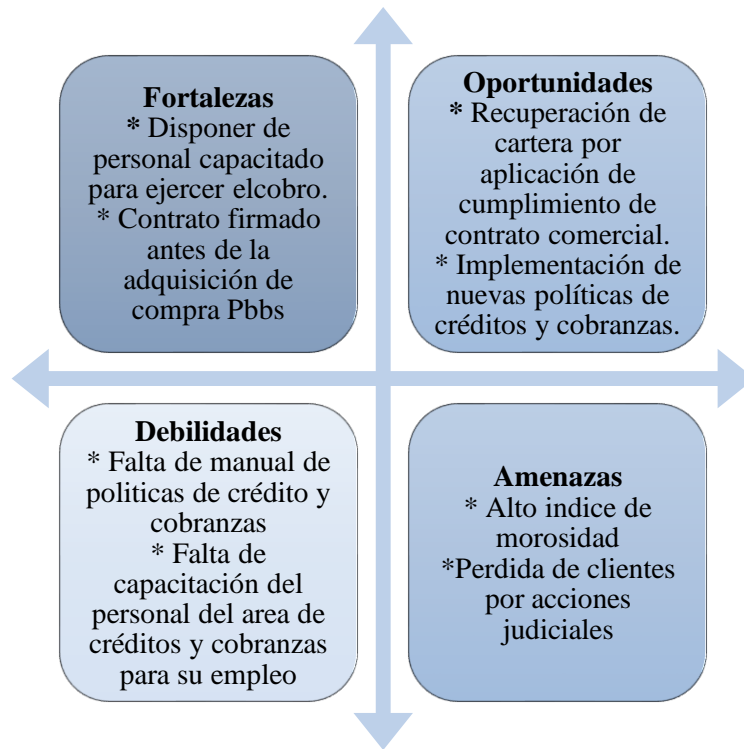 Fortalezas
* Disponer de
personal capacitado
para ejercer elcobro.
* Contrato firmado
antes de la
adquisición de
compra Pbbs
Oportunidades
* Recuperación de
cartera por
aplicación de
cumplimiento de
contrato comercial.
* Implementación de
nuevas políticas de
créditos y cobranzas.
Debilidades
* Falta de manual de
politicas de crédito y
cobranzas
* Falta de
capacitación del
personal del area de
créditos y cobranzas
para su empleo
Amenazas
* Alto indice de
morosidad
*Perdida de clientes
por acciones
judiciales